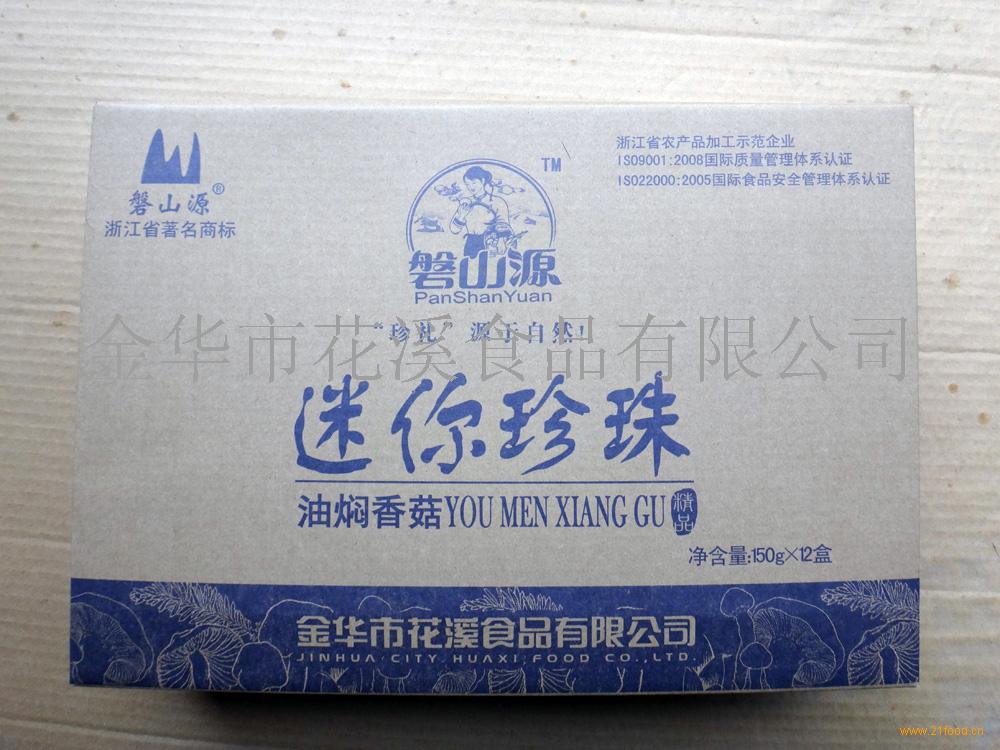 磐山源®
浙江省著名商标
TM
磐山源
PanShanYuan
浙江省农产品加工示范企业
ISO9001:2008国际质量管理体系认证
ISO22000:2005国际食品安全管理体系认证
“珍礼”源于自然!
金华市花溪食品有限公司
迷你珍珠
油焖香菇YOU MEN XIANG GU精品
净含量:150g×12盒
金华市花溪食品有限公司
JINHUA CITY HUAXI FOOD CO.,LTD.
www.21food.cn